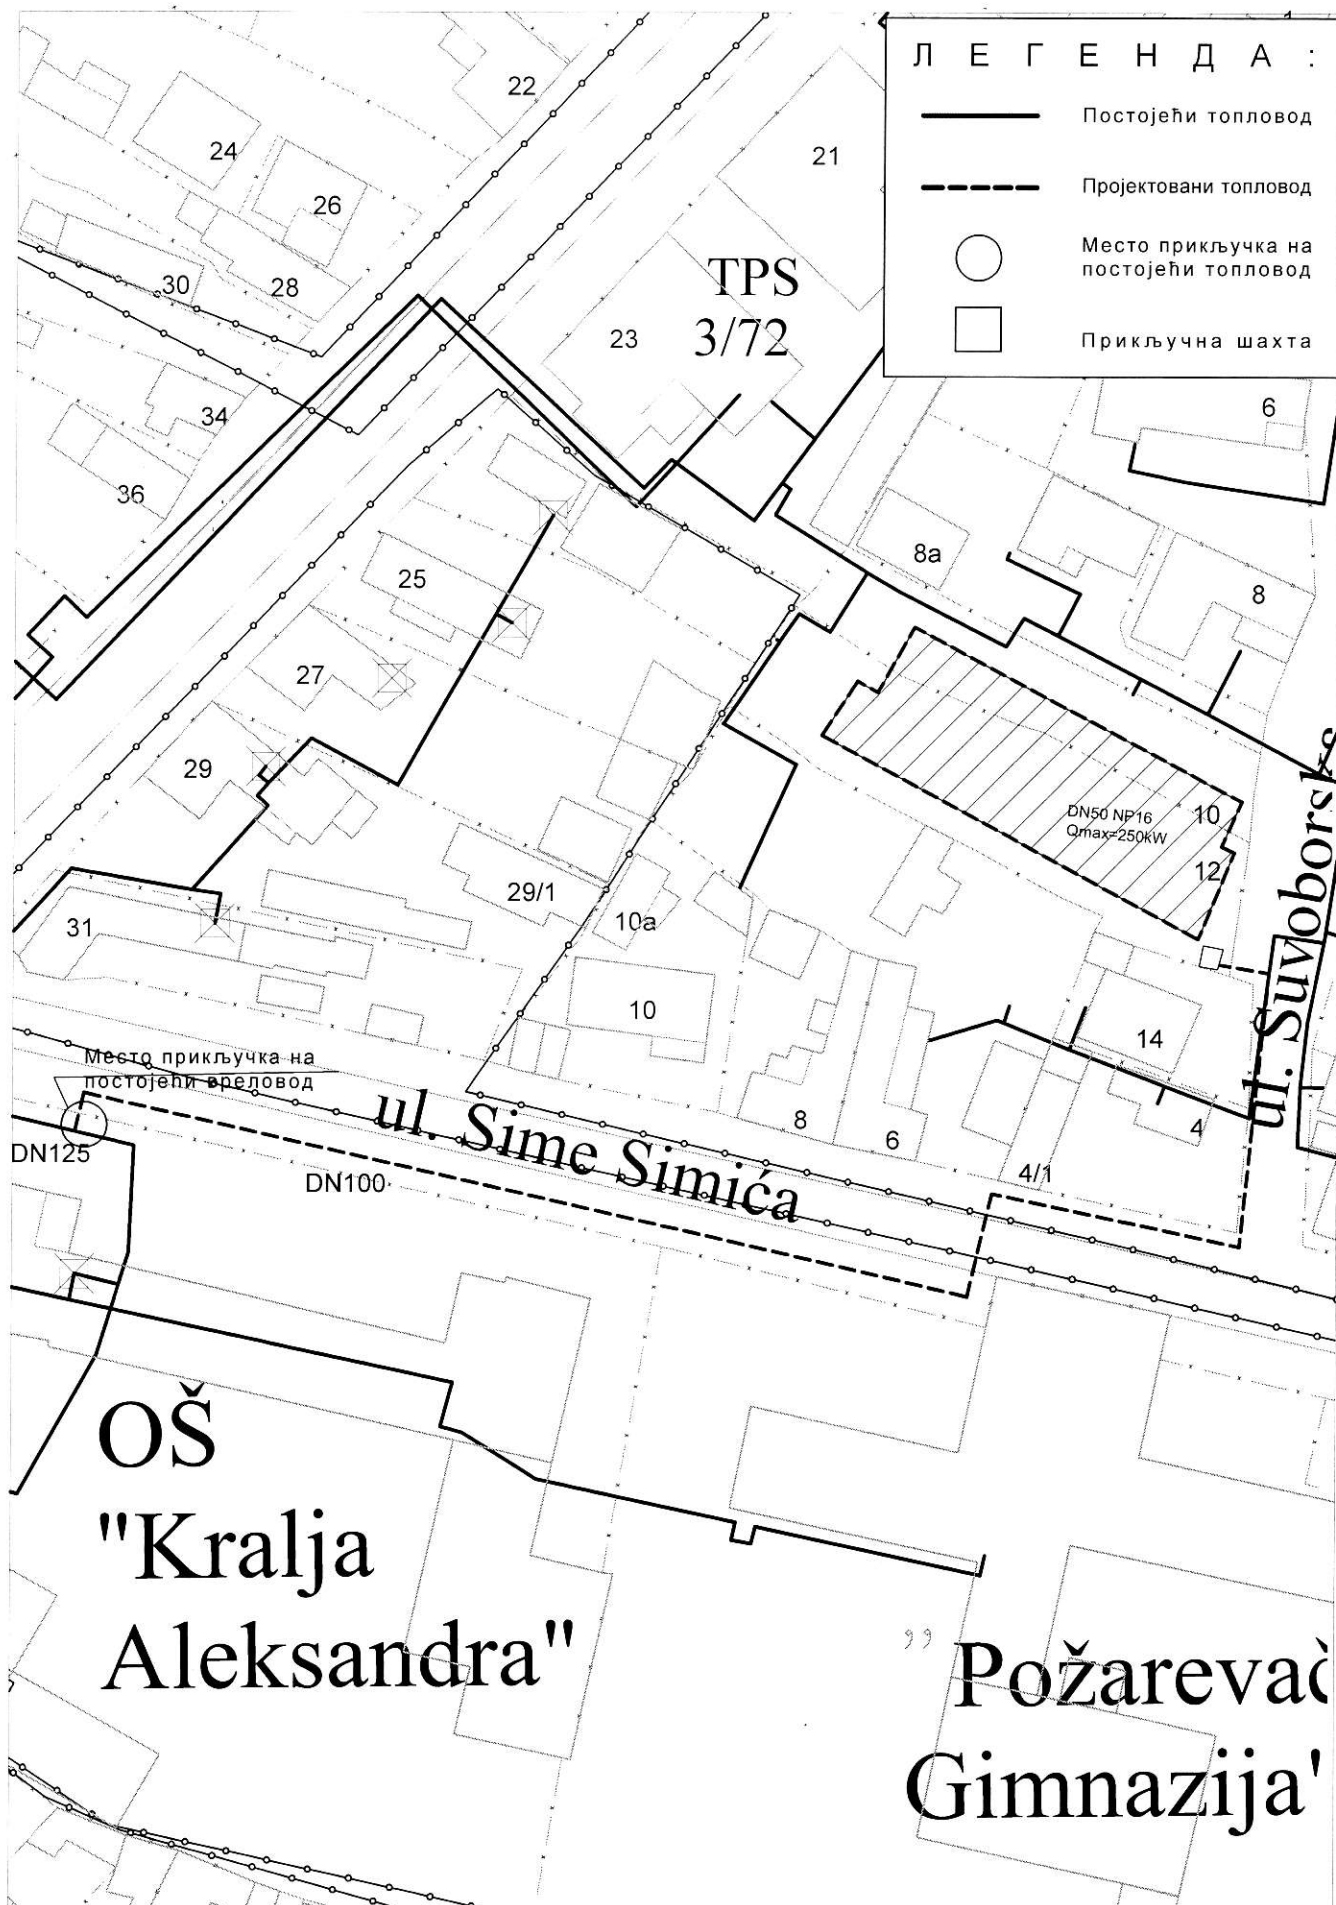 Л Е Г Е Н Д А :
Постојећи топловод
Пројектовани топловод
Место прикључка на
постојећи топловод
Прикључна шахта
22
24
21
26
30
28
TPS
3/72
23
34
6
36
8a
25
8
27
29
DN50 NP16
Qmax=250kW
10
12
29/1
10a
31
10
14
ul. Suvoborska
Место прикључка на
постојећи вреловод
ul. Sime Simića
8
6
4
4/1
DN125
DN100
OŠ
"Kralja
Aleksandra"
" Požarevač
Gimnazija"